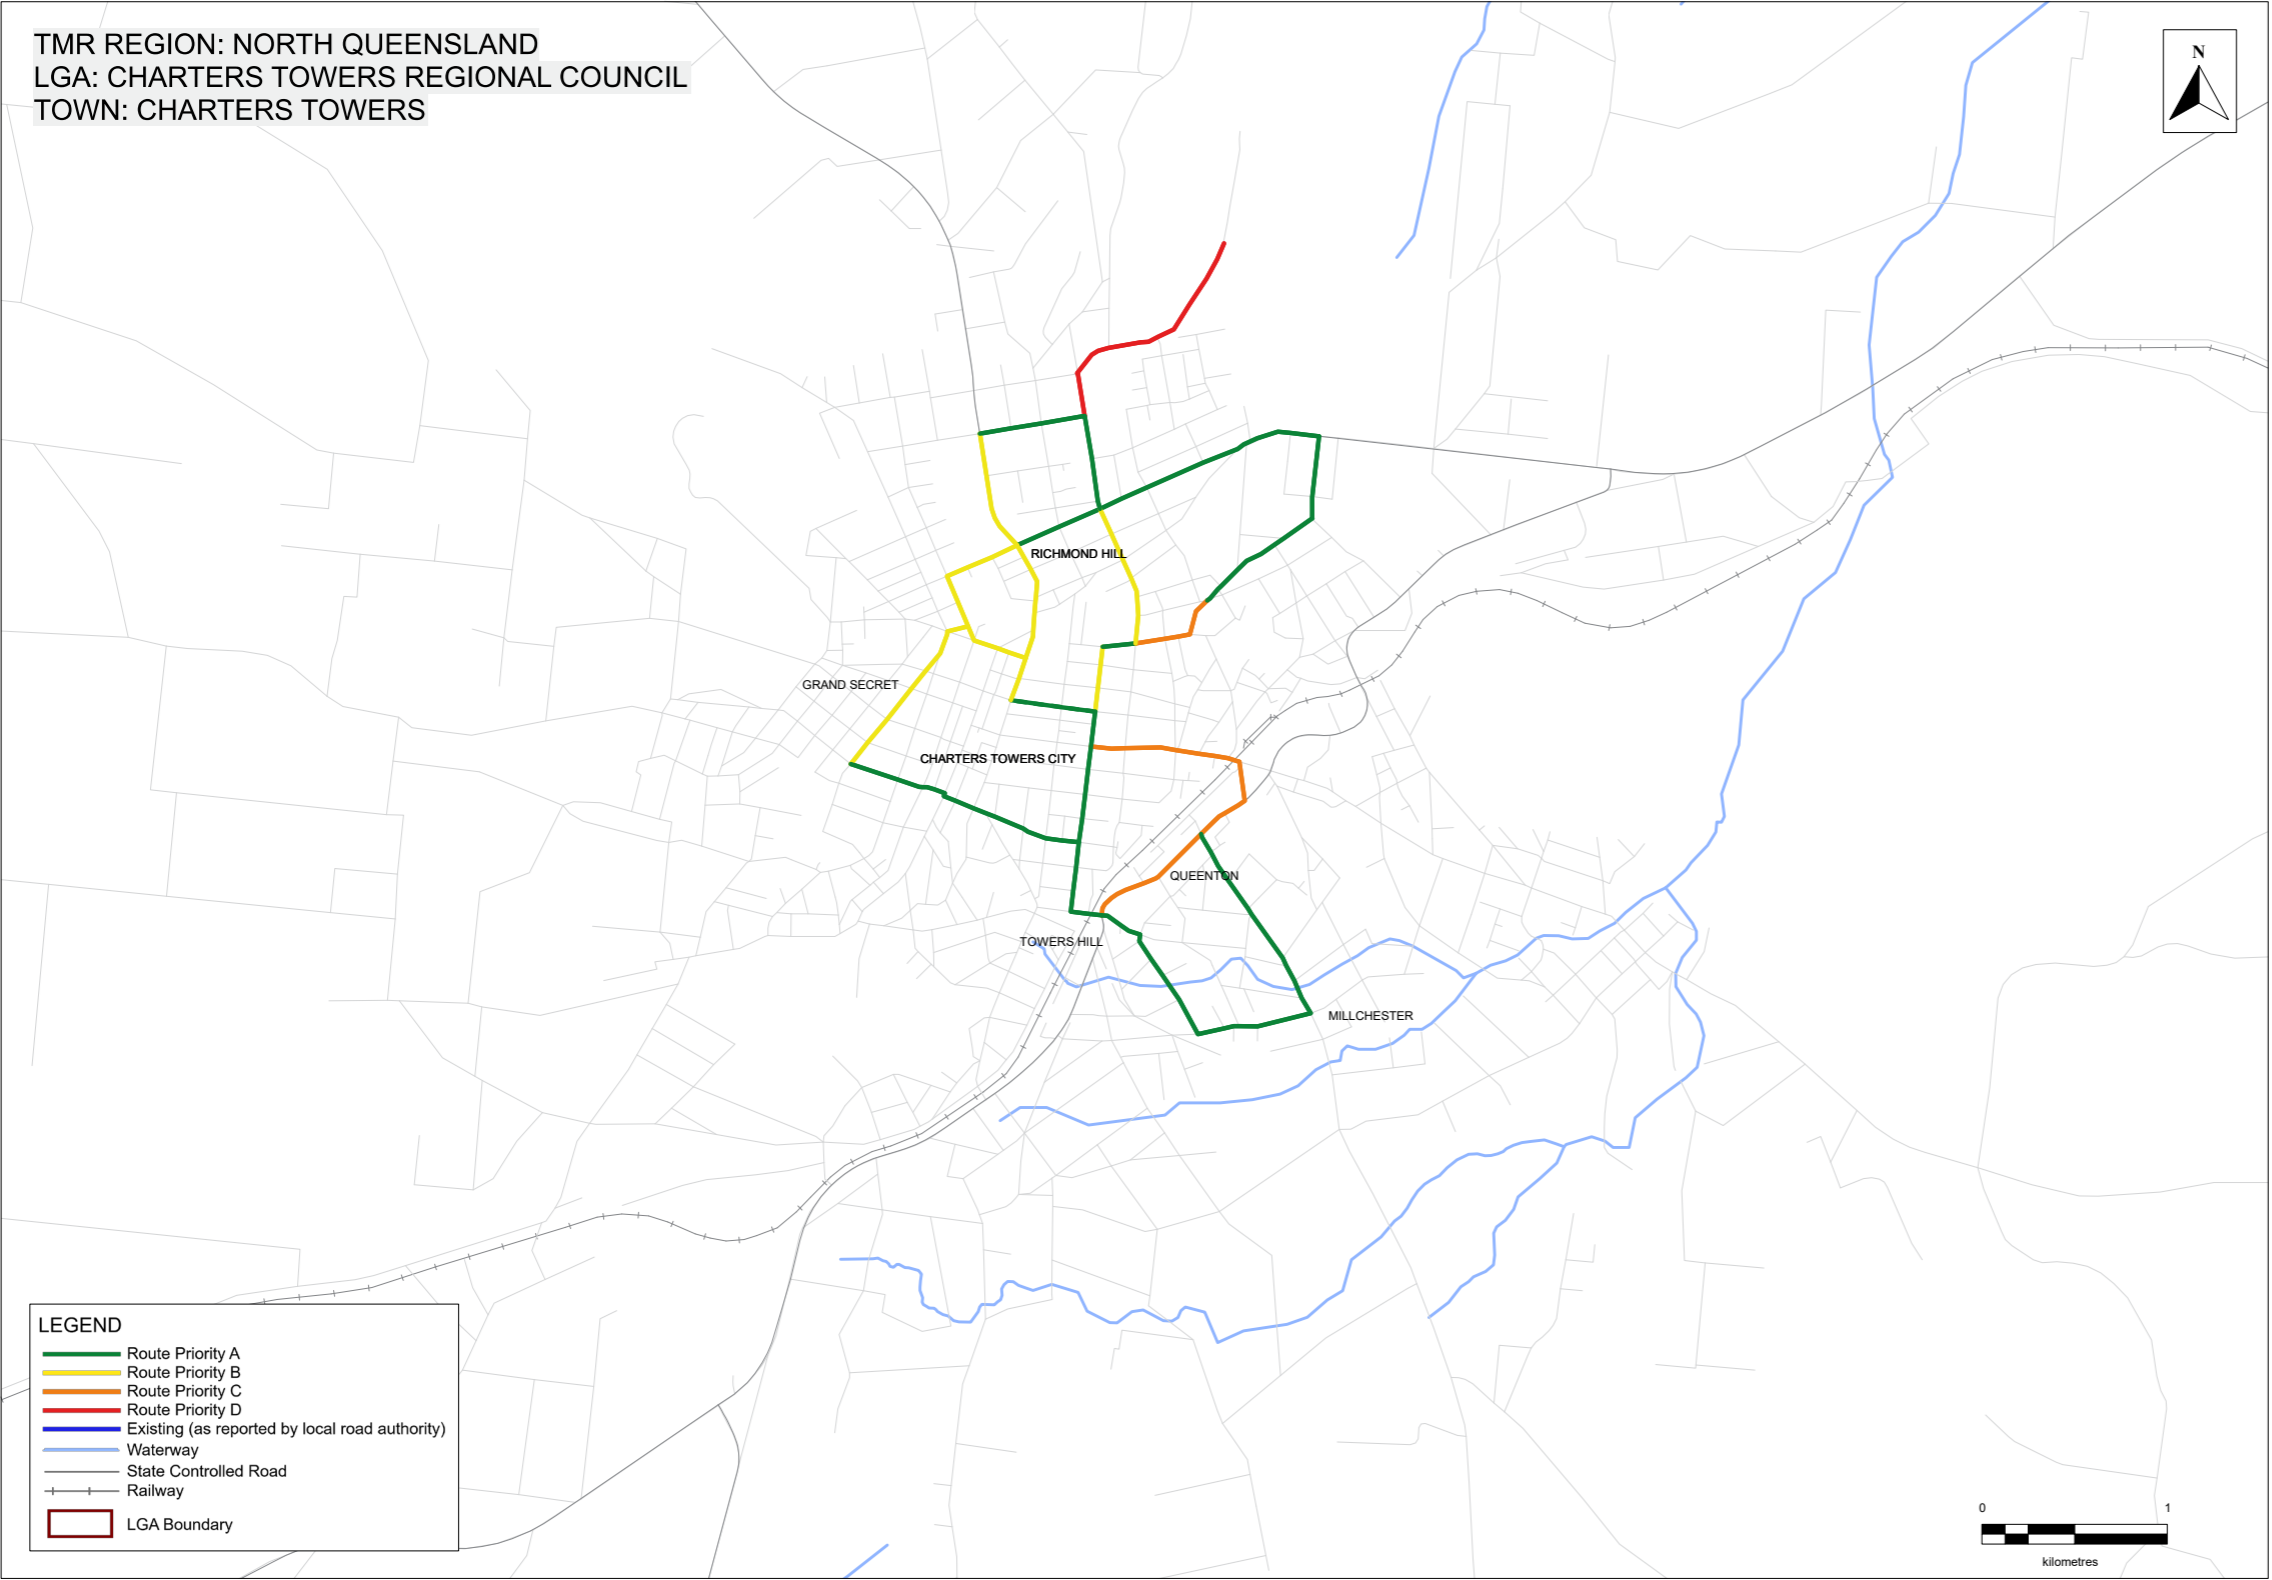 TMR REGION: NORTH QUEENSLAND
LGA: CHARTERS TOWERS REGIONAL COUNCIL
TOWN: CHARTERS TOWERS
N
RICHMOND HILL
GRAND SECRET
CHARTERS TOWERS CITY
QUEENTON
TOWERS HILL
MILLCHESTER
LEGEND
Route Priority A
Route Priority B
Route Priority C
Route Priority D
Existing (as reported by local road authority)
Waterway
State Controlled Road
Railway
LGA Boundary
0 1
kilometres